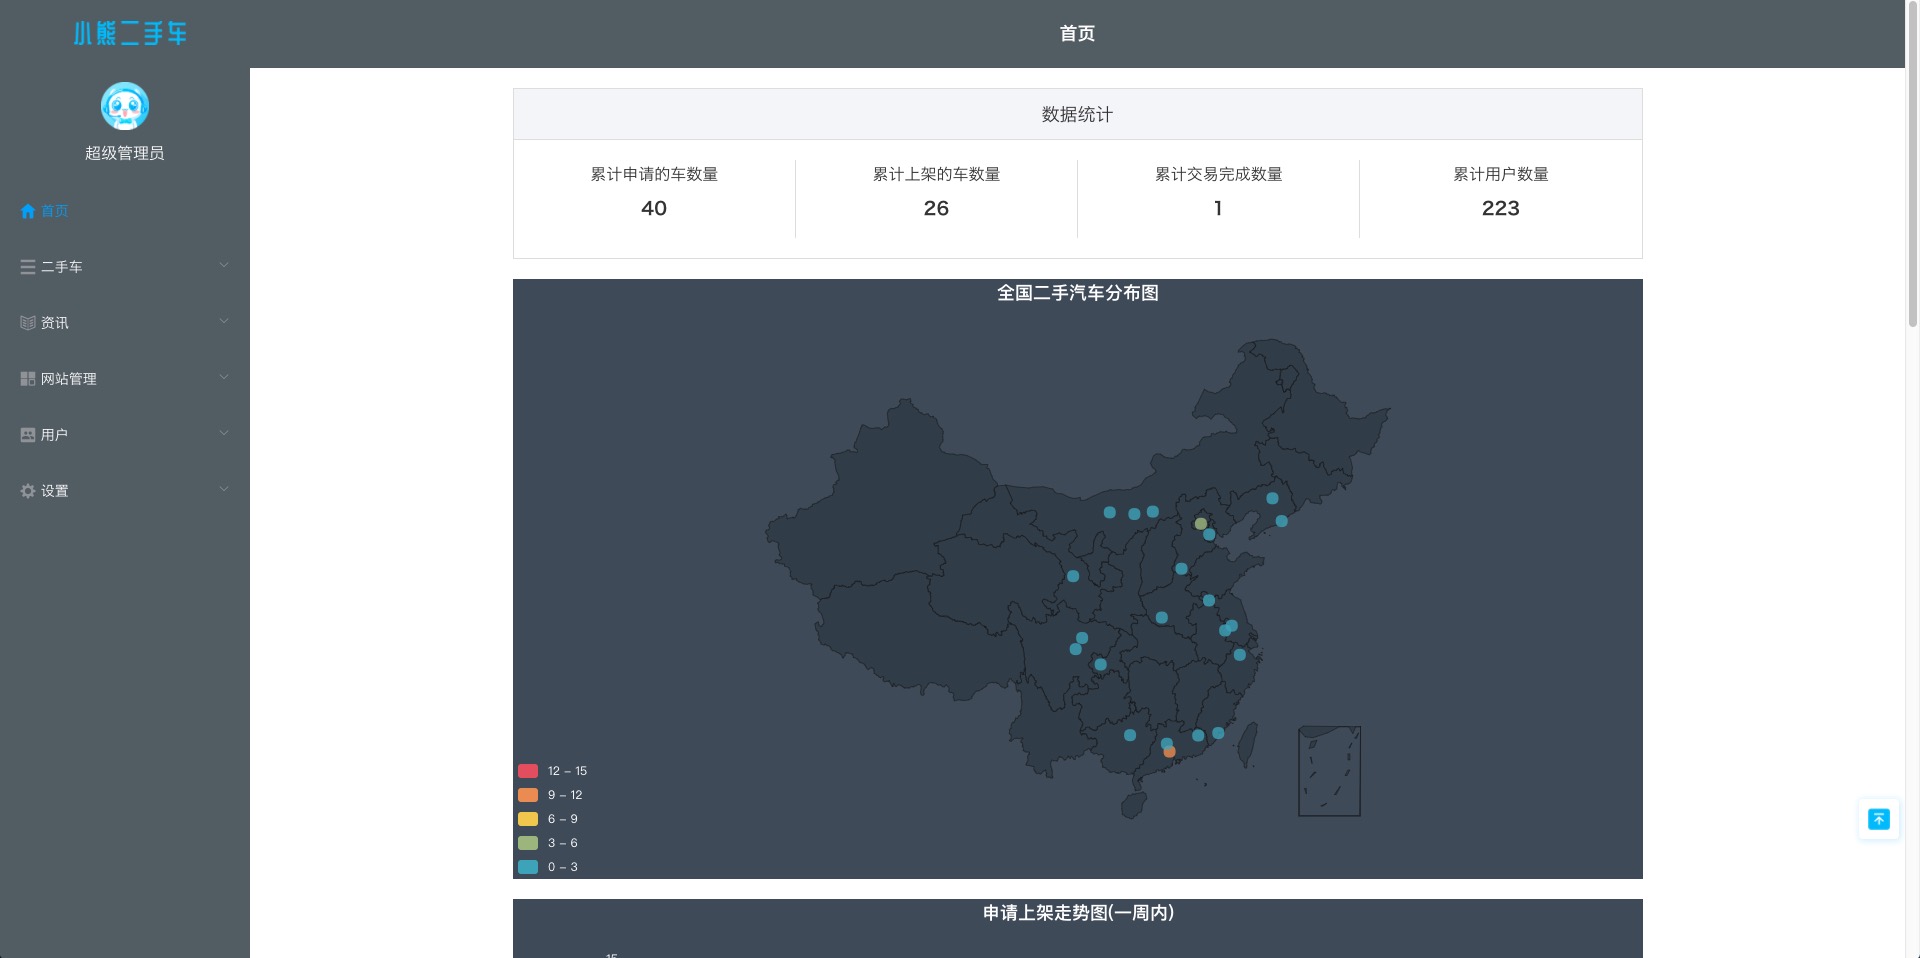 小熊二手车
首页
超级管理员
首页
二手车
资讯
网站管理
用户
设置
数据统计
累计申请的车数量
40
累计上架的车数量
26
累计交易完成数量
1
累计用户数量
223
全国二手汽车分布图
12 - 15
9 - 12
6 - 9
3 - 6
0 - 3
申请上架走势图(一周内)
15